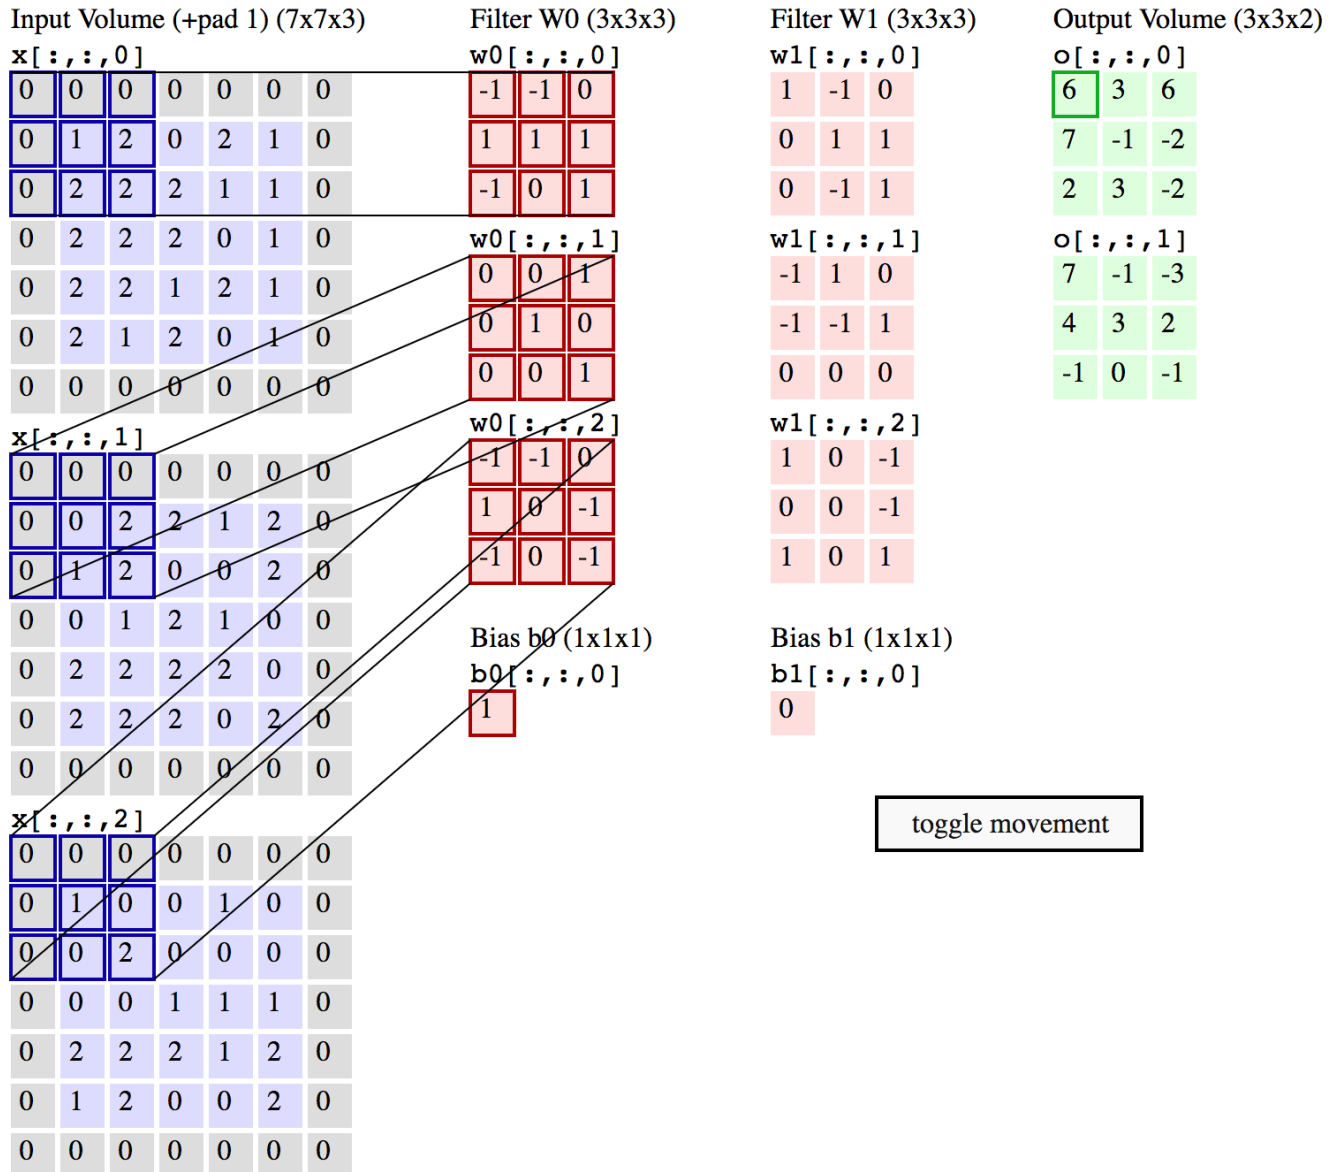 Input Volume (+pad 1) (7x7x3)
x[:,:,0]
0 0 0 0 0 0 0
0 1 2 0 2 1 0
0 2 2 2 1 1 0
0 2 2 2 0 1 0
0 2 2 1 2 1 0
0 2 1 2 0 1 0
0 0 0 0 0 0 0
x[:,:,1]
0 0 0 0 0 0 0
0 0 2 2 1 2 0
0 1 2 0 0 2 0
0 0 1 2 1 0 0
0 2 2 2 2 0 0
0 2 2 2 0 2 0
0 0 0 0 0 0 0
x[:,:,2]
0 0 0 0 0 0 0
0 1 0 0 1 0 0
0 0 2 0 0 0 0
0 0 0 1 1 1 0
0 2 2 2 1 2 0
0 1 2 0 0 2 0
0 0 0 0 0 0 0
Filter W0 (3x3x3)
w0[:,:,0]
-1 -1 0
1 1 1
-1 0 1
w0[:,:,1]
0 0 1
0 1 0
0 0 1
w0[:,:,2]
-1 -1 0
1 0 -1
-1 0 -1
Bias b0 (1x1x1)
b0[:,:,0]
1
Filter W1 (3x3x3)
w1[:,:,0]
1 -1 0
0 1 1
0 -1 1
w1[:,:,1]
-1 1 0
-1 -1 1
0 0 0
w1[:,:,2]
1 0 -1
0 0 -1
1 0 1
Bias b1 (1x1x1)
b1[:,:,0]
0
Output Volume (3x3x2)
o[:,:,0]
6 3 6
7 -1 -2
2 3 -2
o[:,:,1]
7 -1 -3
4 3 2
-1 0 -1
toggle movement